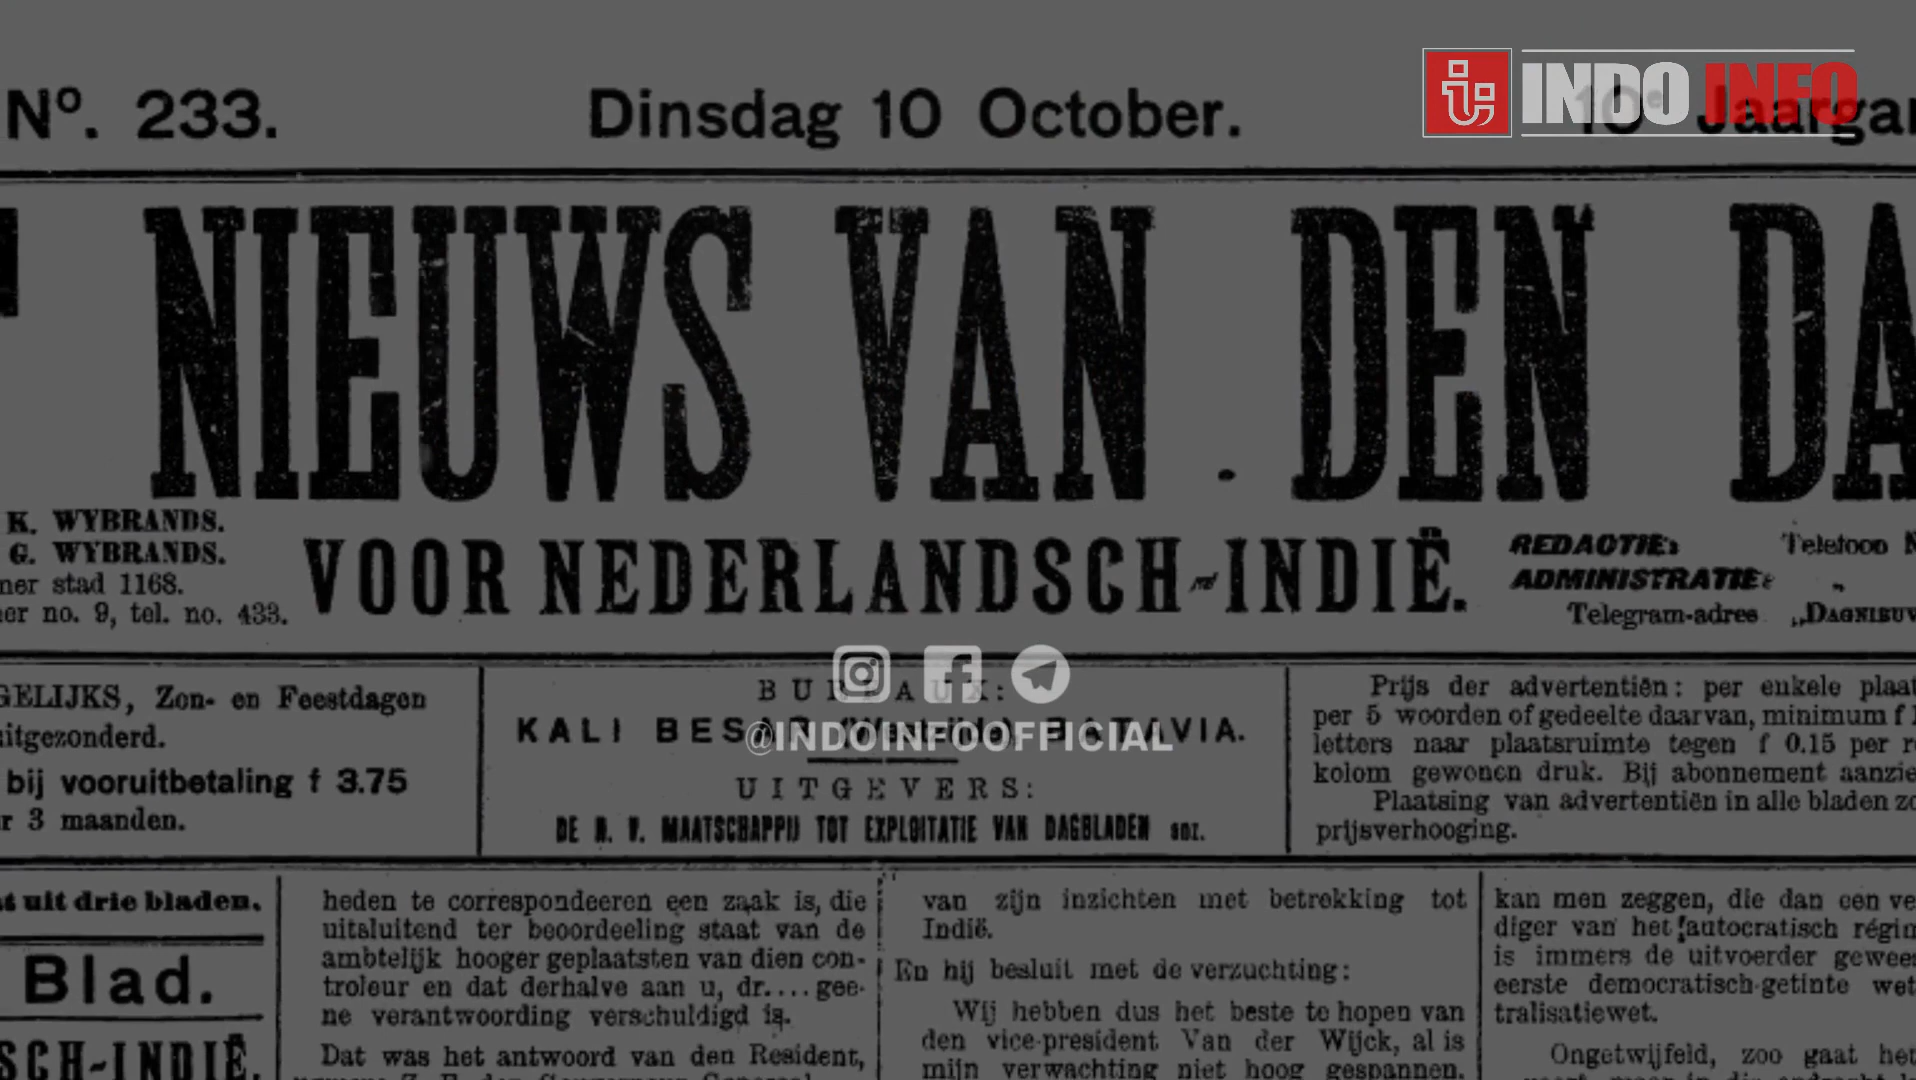 Nº. 233.
Dinsdag 10 October.
10e Jaargan
INDO INFO
NIEUWS VAN DEN DA
K. WYBRANDS.
G. WYBRANDS.
ner stad 1168.
er no. 9, tel. no. 433.
VOOR NEDERLANDSCH-INDIË.
REDACTIE:
ADMINISTRATIE:
Telefoon N
„
Telegram-adres „DAGNIEUW
GELIJKS, Zon- en Feestdagen
uitgezonderd.
bij vooruitbetaling f 3.75
r 3 maanden.
BUREAUX:
KALI BESAR (Westzijde), BATAVIA.
@INDOINFOOFFICIAL
UITGEVERS:
DE N. V. MAATSCHAPPIJ TOT EXPLOITATIE VAN DAGBLADEN
Prijs der advertentiën: per enkele plaat
per 5 woorden of gedeelte daarvan, minimum f
letters naar plaatsruimte tegen f 0.15 per r
kolom gewonen druk. Bij abonnement aanzie
Plaatsing van advertentiën in alle bladen zo
prijsverhooging.
t uit drie bladen.
Blad.
SCH-INDIË.
heden te correspondeeren een zaak is, die
uitsluitend ter beoordeeling staat van de
ambtelijk hooger geplaatsten van dien con-
troleur en dat derhalve aan u, dr.... gee-
ne verantwoording verschuldigd is.
Dat was het antwoord van den Resident,
van zijn inzichten met betrekking tot
Indië.
En hij besluit met de verzuchting:
Wij hebben dus het beste te hopen van
den vice-president Van der Wijck, al is
mijn verwachting niet hoog gespannen.
kan men zeggen, die dan een ve
diger van het autocratisch régim
is immers de uitvoerder gewee
eerste democratisch-getinte wet
tralisatiewet.
Ongetwijfeld, zoo gaat het